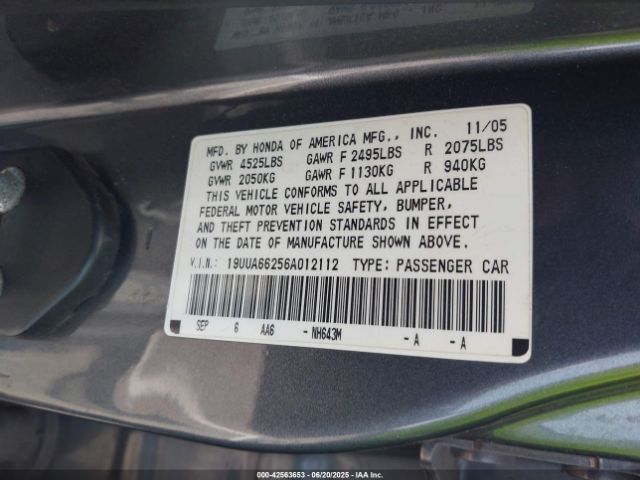 MFD. BY HONDA OF AMERICA MFG., INC. 11/05
GVWR 4525LBS GAWR F 2495LBS R 2075LBS
GVWR 2050KG GAWR F 1130KG R 940KG
THIS VEHICLE CONFORMS TO ALL APPLICABLE
FEDERAL MOTOR VEHICLE SAFETY, BUMPER,
AND THEFT PREVENTION STANDARDS IN EFFECT
ON THE DATE OF MANUFACTURE SHOWN ABOVE.
V.I.N.: 19UUA66256A012112 TYPE: PASSENGER CAR
SEP 6 AA6 -NH643M -A -A
000-42563653 - 06/20/2025 - IAAI.COM